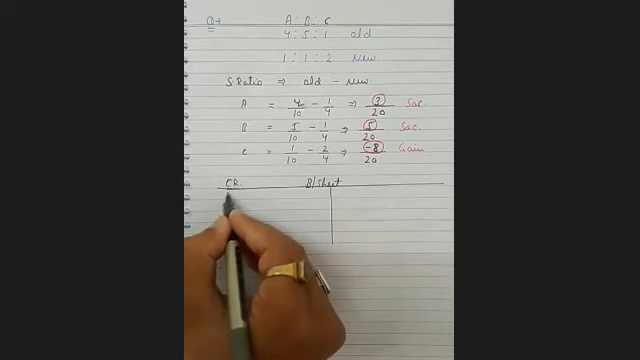 Q→ A : B : C
4 : 5 : 1 old
1 : 1 : 2 New
S Ratio ⇒ old - new
A = 4/10 - 1/4 ⇒ 3/20 Sac.
B = 5/10 - 1/4 ⇒ 5/20 Sac.
C = 1/10 - 2/4 ⇒ -8/20 Gain
CR. B/Sheet